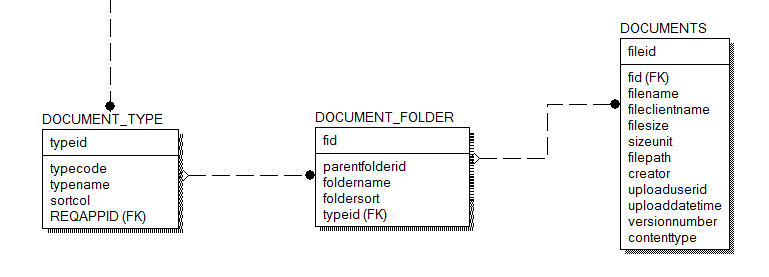 DOCUMENT_TYPE
typeid
typecode
typename
sortcol
REQAPPID (FK)
DOCUMENT_FOLDER
fid
parentfolderid
foldername
foldersort
typeid (FK)
DOCUMENTS
fileid
fid (FK)
filename
fileclientname
filesize
sizeunit
filepath
creator
uploaduserid
uploaddatetime
versionnumber
contenttype